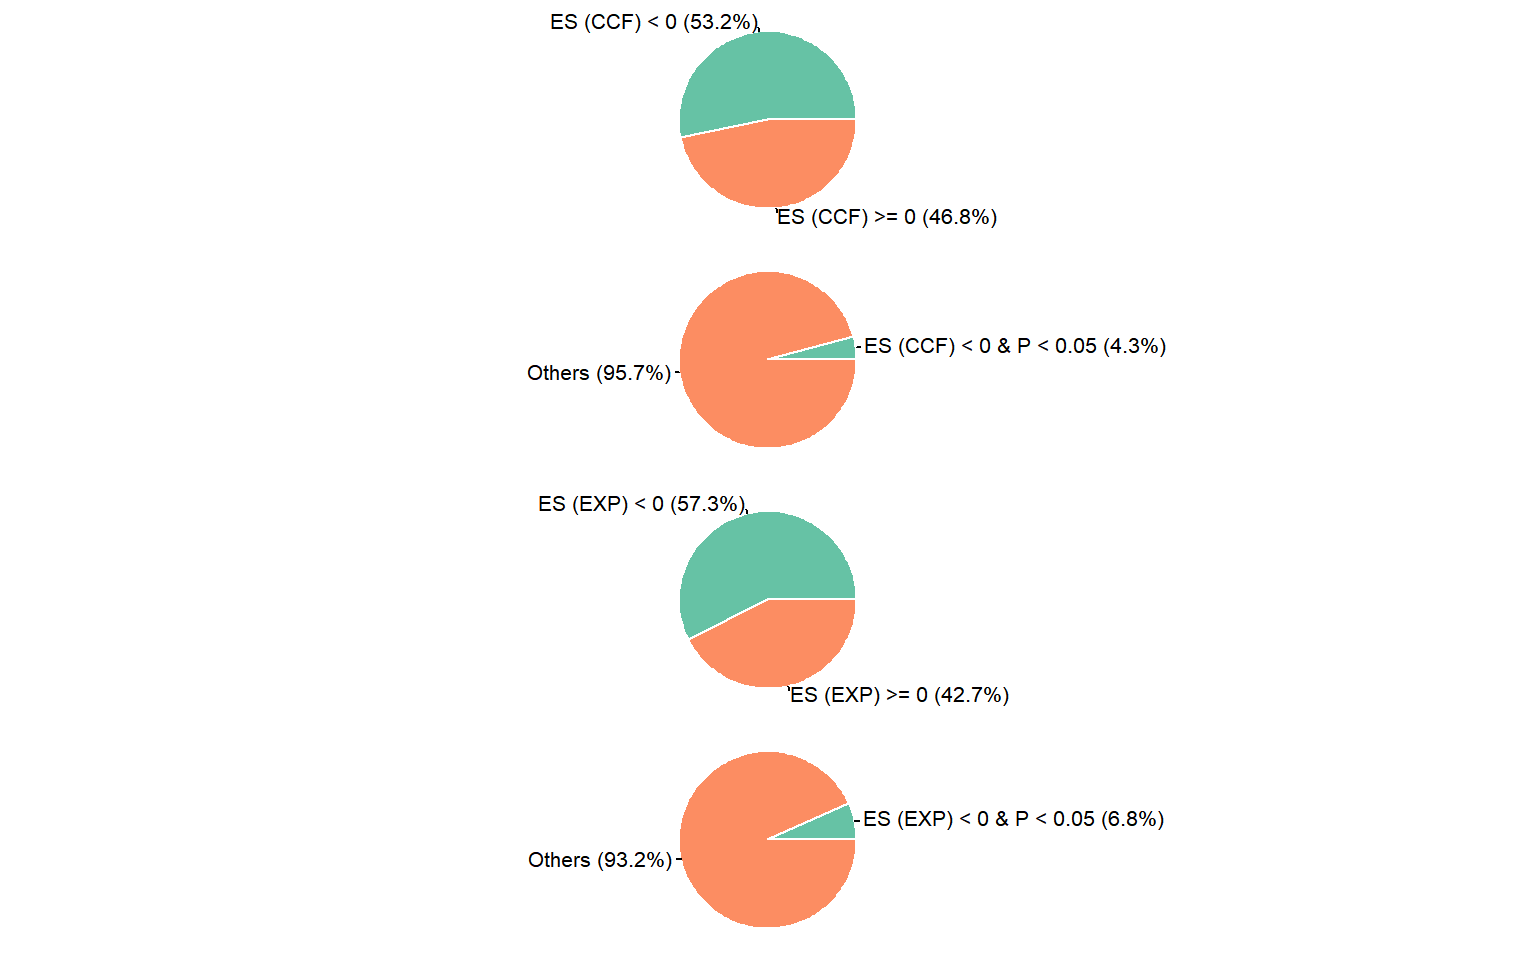 ES (CCF) < 0 (53.2%)
ES (CCF) >= 0 (46.8%)
ES (CCF) < 0 & P < 0.05 (4.3%)
Others (95.7%)
ES (EXP) < 0 (57.3%)
ES (EXP) >= 0 (42.7%)
ES (EXP) < 0 & P < 0.05 (6.8%)
Others (93.2%)